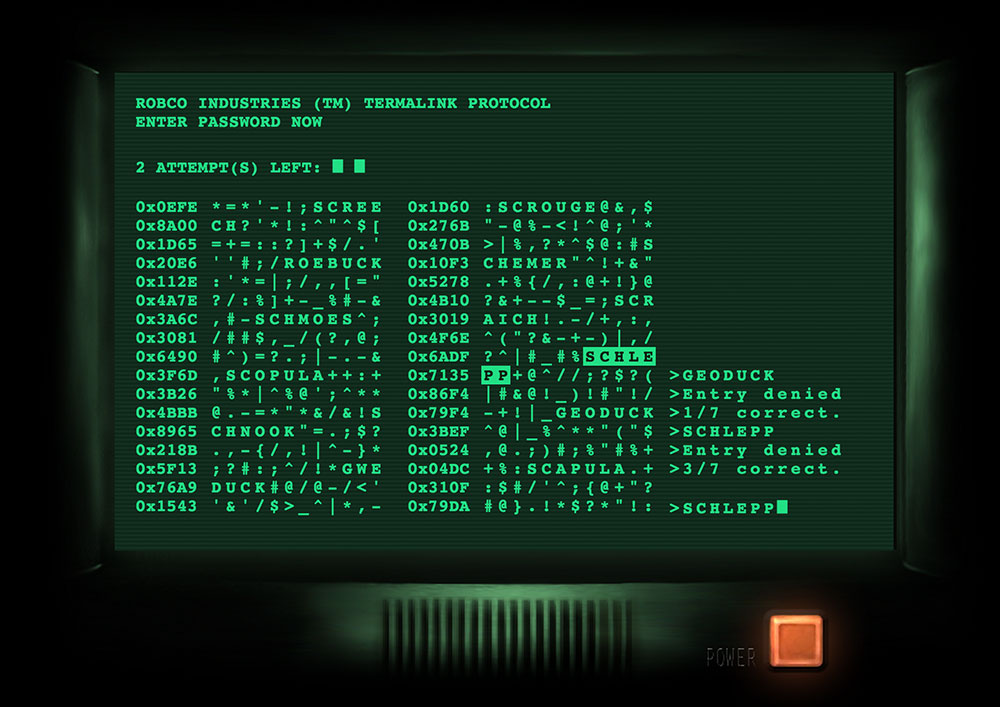 ROBCO INDUSTRIES (TM) TERMALINK PROTOCOL
ENTER PASSWORD NOW
2 ATTEMPT(S) LEFT: █ █
0x0EFE *=*'-!;SCREE 0x1D60 :SCROUGE@&,$
0x8A00 CH?'*!:^"^$[ 0x276B "-@%-<!^@;'*
0x1D65 =+=::?]+$/.' 0x470B >|%,?*^$@:#S
0x20E6 ''#;/ROEBUCK 0x10F3 CHEMER"^!+&"
0x112E :'*=|;/,,[=" 0x5278 .+%{/,:@+!}@
0x4A7E ?/:%]+-_%#-& 0x4B10 ?&+--$_=;SCR
0x3A6C ,#-SCHMOES^; 0x3019 AICH!.-/+,:,
0x3081 /##$,_/(?,@; 0x4F6E ^("?&-+-)|,/
0x6490 #^)=?.;|-.-& 0x6ADF ?^|#_#%SCHLE
0x3F6D ,SCOPULA++:+ 0x7135 PP+@^//;?$?( >GEODUCK
0x3B26 "%*|^%@';^** 0x86F4 |#&@!_)!#"!/ >Entry denied
0x4BBB @.-=*"*&/&!S 0x79F4 -+!|_GEODUCK >1/7 correct.
0x8965 CHNOOK"=.;$? 0x3BEF ^@|_%^**"("$ >SCHLEPP
0x218B .,-{/,!|^-}* 0x0524 ,@.;)#;%"#%+ >Entry denied
0x5F13 ;?#:;^/!*GWE 0x04DC +%:SCAPULA.+ >3/7 correct.
0x76A9 DUCK#@/@-/<' 0x310F :$#/'^;{@+"?
0x1543 '&'/$>_^|*,- 0x79DA #@}.!*$?*"!: >SCHLEPP█
POWER